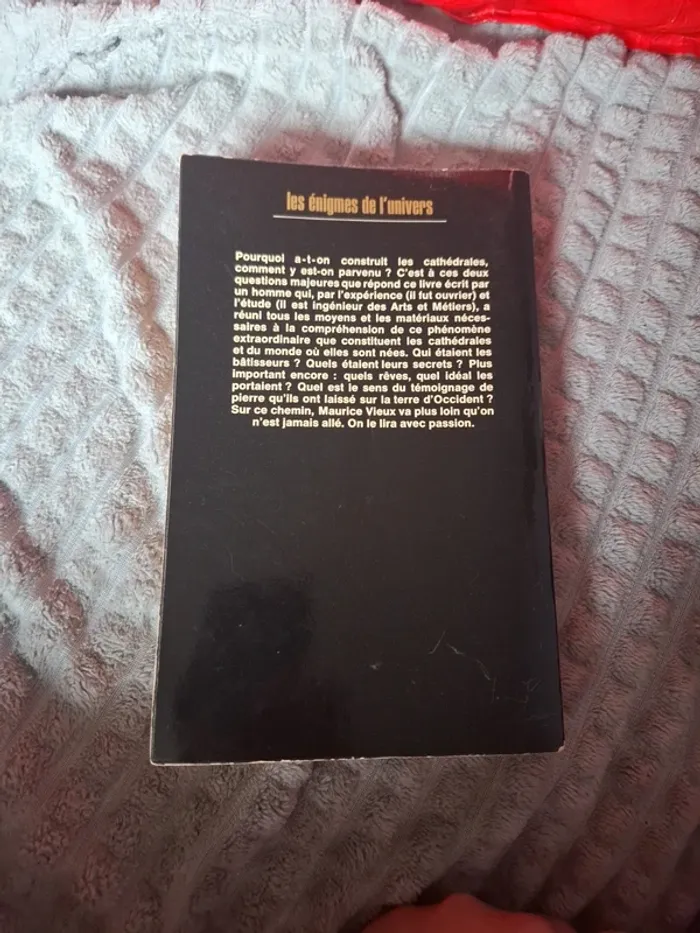 les énigmes de l'univers
Pourquoi a-t-on construit les cathédrales,
comment y est-on parvenu ? C'est à ces deux
questions majeures que répond ce livre écrit par
un homme qui, par l'expérience (il fut ouvrier) et
l'étude (il est ingénieur des Arts et Métiers), a
réuni tous les moyens et les matériaux néces-
saires à la compréhension de ce phénomène
extraordinaire que constituent les cathédrales
et du monde où elles sont nées. Qui étaient les
bâtisseurs ? Quels étaient leurs secrets ? Plus
important encore : quels rêves, quel idéal les
portaient ? Quel est le sens du témoignage de
pierre qu'ils ont laissé sur la terre d'Occident ?
Sur ce chemin, Maurice Vieux va plus loin qu'on
n'est jamais allé. On le lira avec passion.